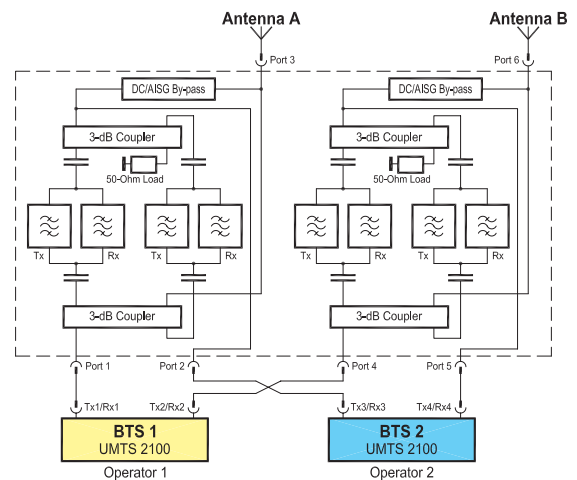 Antenna A
Antenna B
Port 3
Port 6
DC/AISG By-pass
DC/AISG By-pass
3-dB Coupler
3-dB Coupler
50-Ohm Load
50-Ohm Load
Tx
Rx
Tx
Rx
Tx
Rx
Tx
Rx
3-dB Coupler
3-dB Coupler
Port 1
Port 2
Port 4
Port 5
Tx1/Rx1
Tx2/Rx2
Tx3/Rx3
Tx4/Rx4
BTS 1
UMTS 2100
BTS 2
UMTS 2100
Operator 1
Operator 2